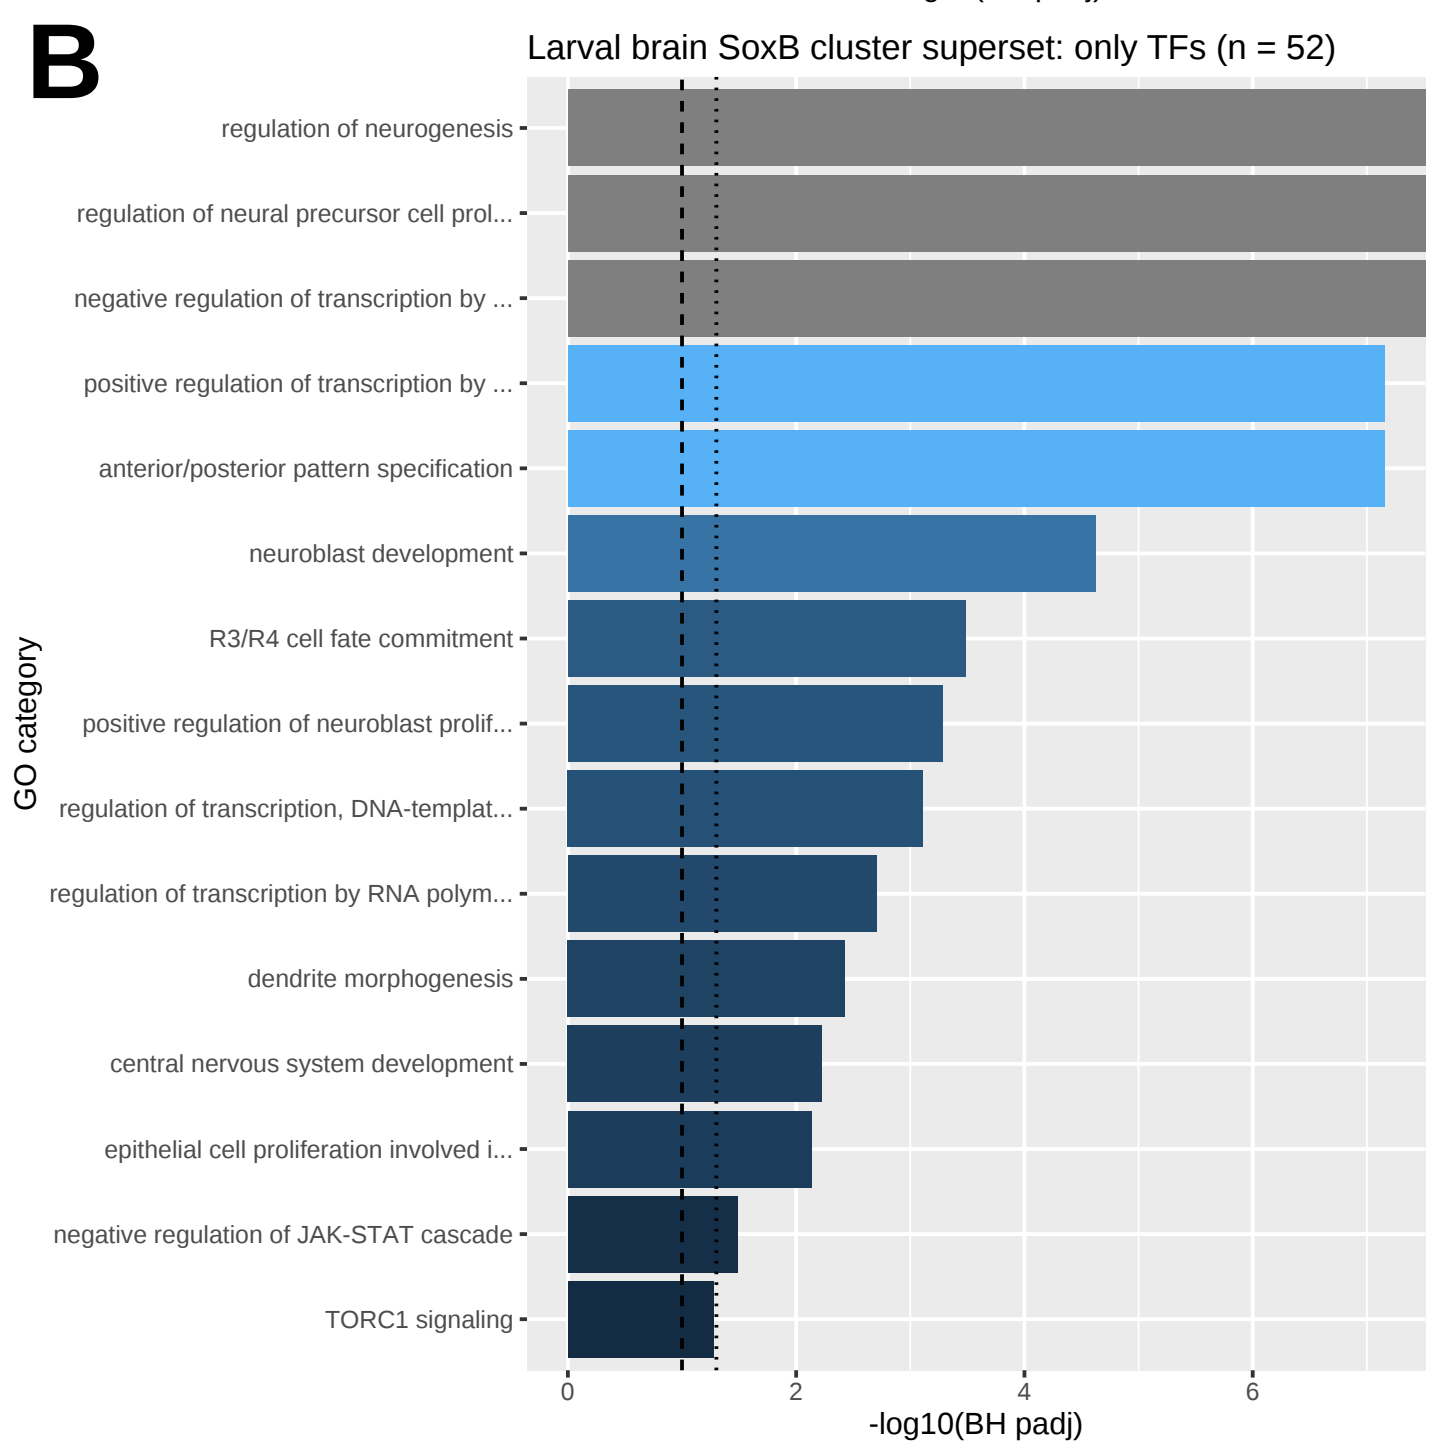 B
Larval brain SoxB cluster superset: only TFs (n = 52)
regulation of neurogenesis
regulation of neural precursor cell prol...
negative regulation of transcription by ...
positive regulation of transcription by ...
anterior/posterior pattern specification
neuroblast development
R3/R4 cell fate commitment
positive regulation of neuroblast prolif...
regulation of transcription, DNA-templat...
regulation of transcription by RNA polym...
dendrite morphogenesis
central nervous system development
epithelial cell proliferation involved i...
negative regulation of JAK-STAT cascade
TORC1 signaling
GO category
0 2 4 6
-log10(BH padj)